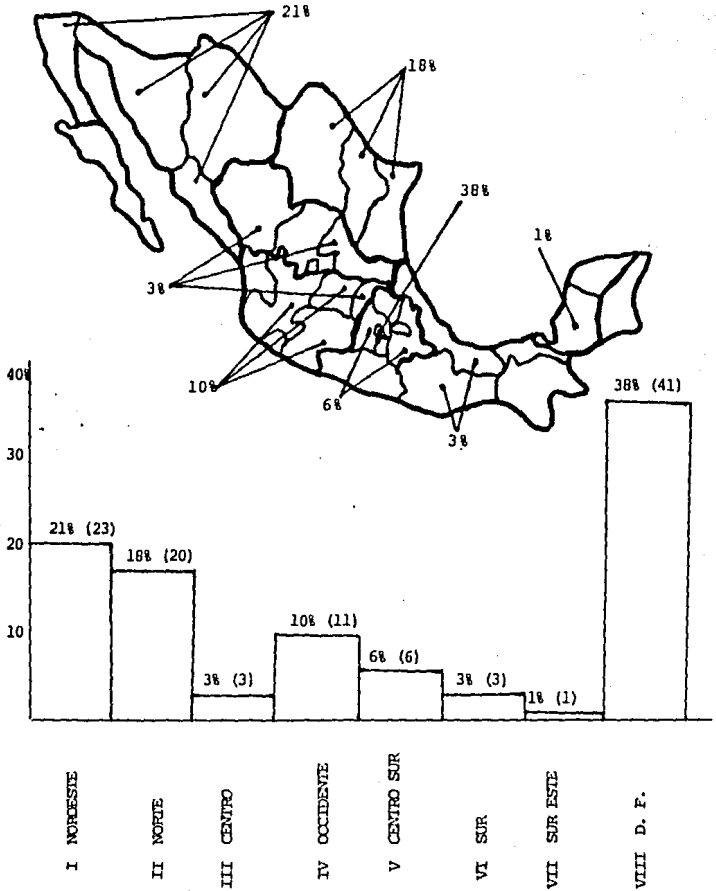 21%
18%
38%
1%
3%
10%
6%
3%
40%
30
20
10
21% (23)
18% (20)
3% (3)
10% (11)
6% (6)
3% (3)
1% (1)
38% (41)
I NOROESTE
II NORTE
III CENTRO
IV OCCIDENTE
V CENTRO SUR
VI SUR
VII SUR ESTE
VIII D. F.